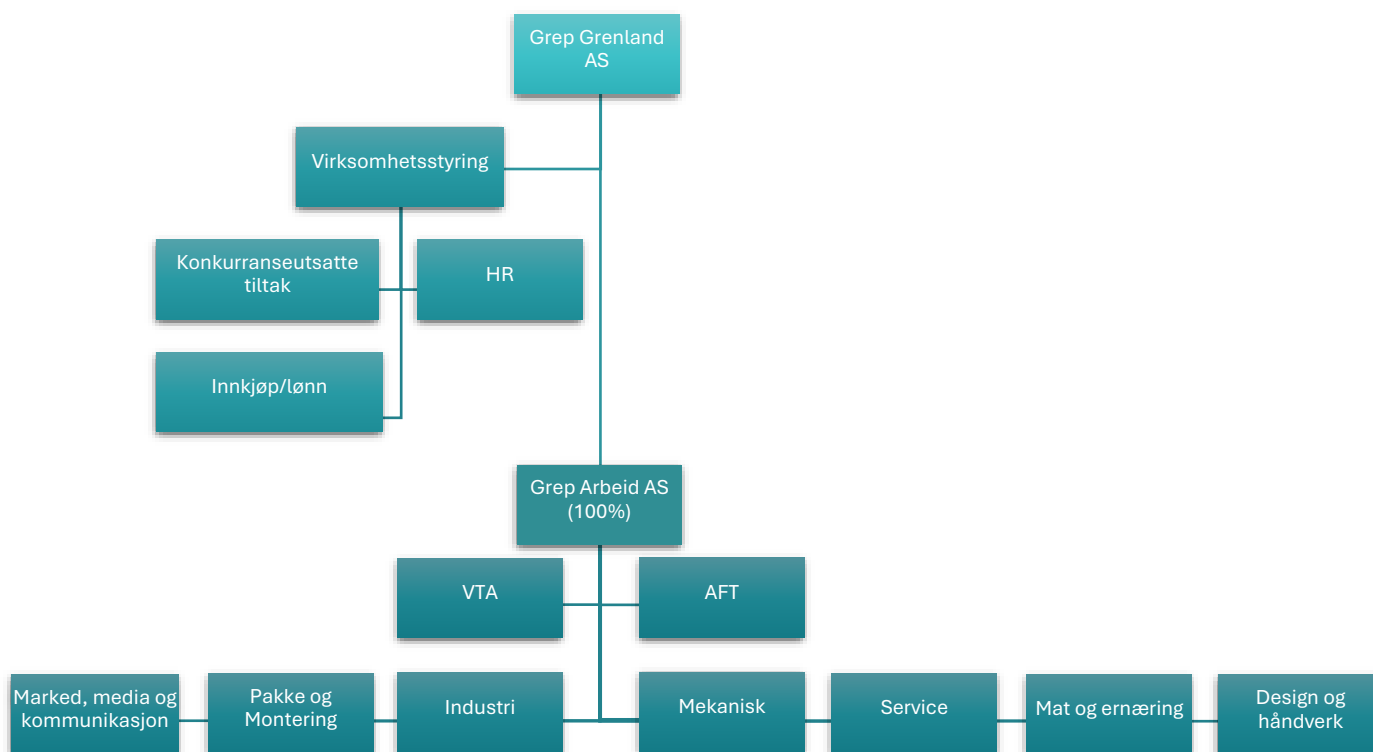 Grep Grenland
AS
Virksomhetsstyring
Konkurranseutsatte
tiltak
HR
Innkjøp/lønn
Grep Arbeid AS
(100%)
VTA
AFT
Marked, media og
kommunikasjon
Pakke og
Montering
Industri
Mekanisk
Service
Mat og ernæring
Design og
håndverk